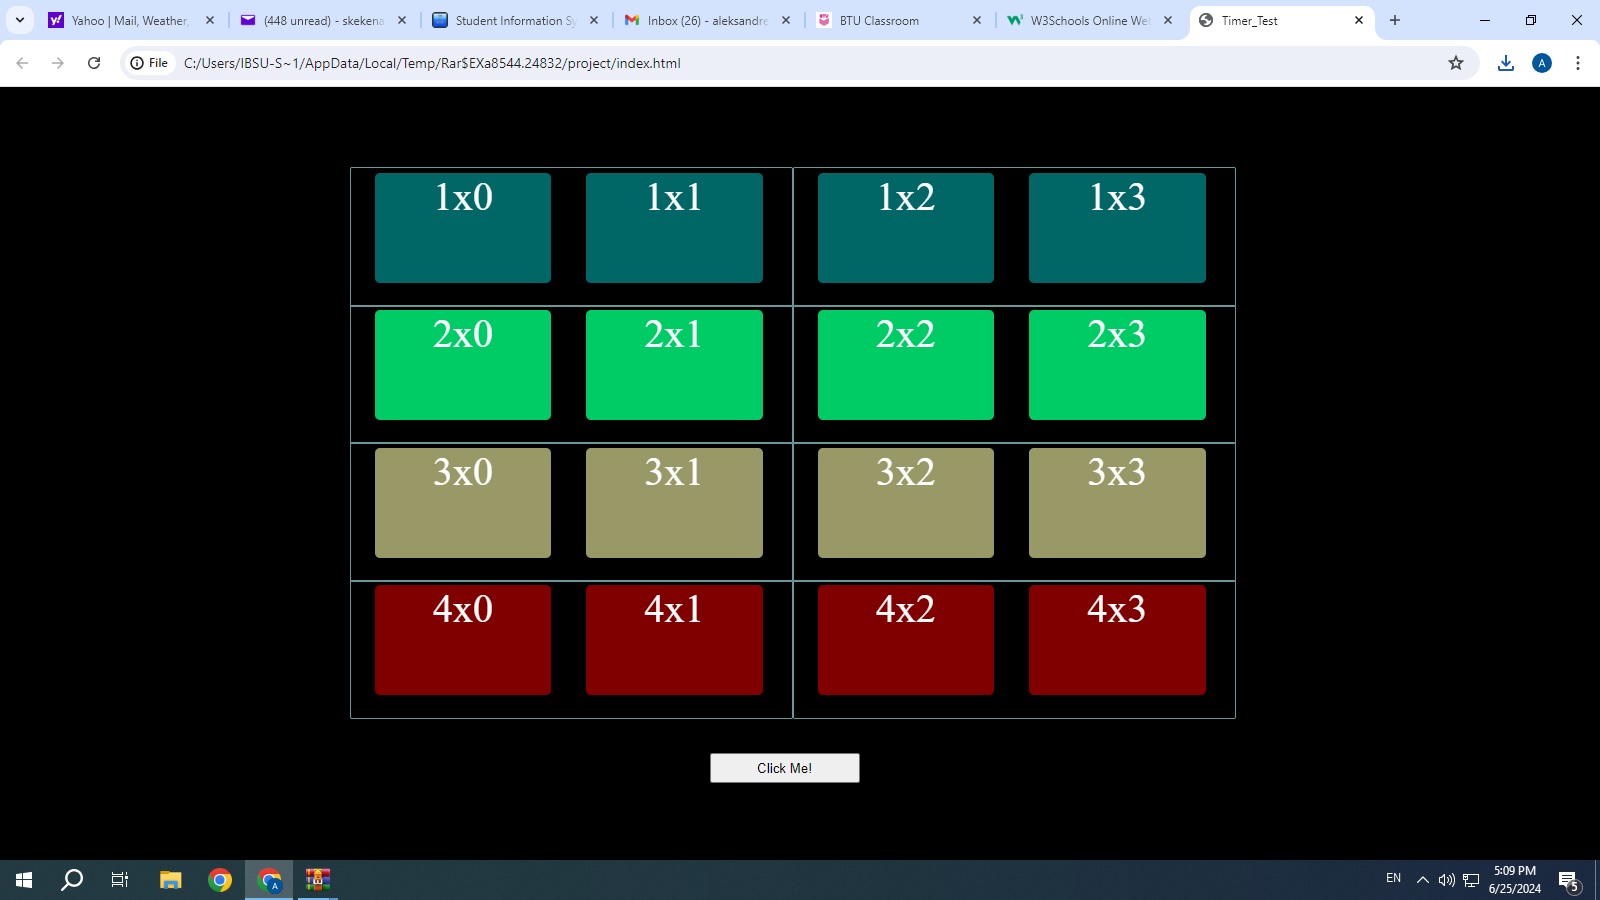 Yahoo | Mail, Weather,
(448 unread) - skekena
Student Information Sy
Inbox (26) - aleksandre
BTU Classroom
W3Schools Online Wel
Timer_Test
File
C:/Users/IBSU-S~1/AppData/Local/Temp/Rar$EXa8544.24832/project/index.html
A
1x0 1x1 1x2 1x3
2x0 2x1 2x2 2x3
3x0 3x1 3x2 3x3
4x0 4x1 4x2 4x3
Click Me!
A
EN
5:09 PM
6/25/2024
5